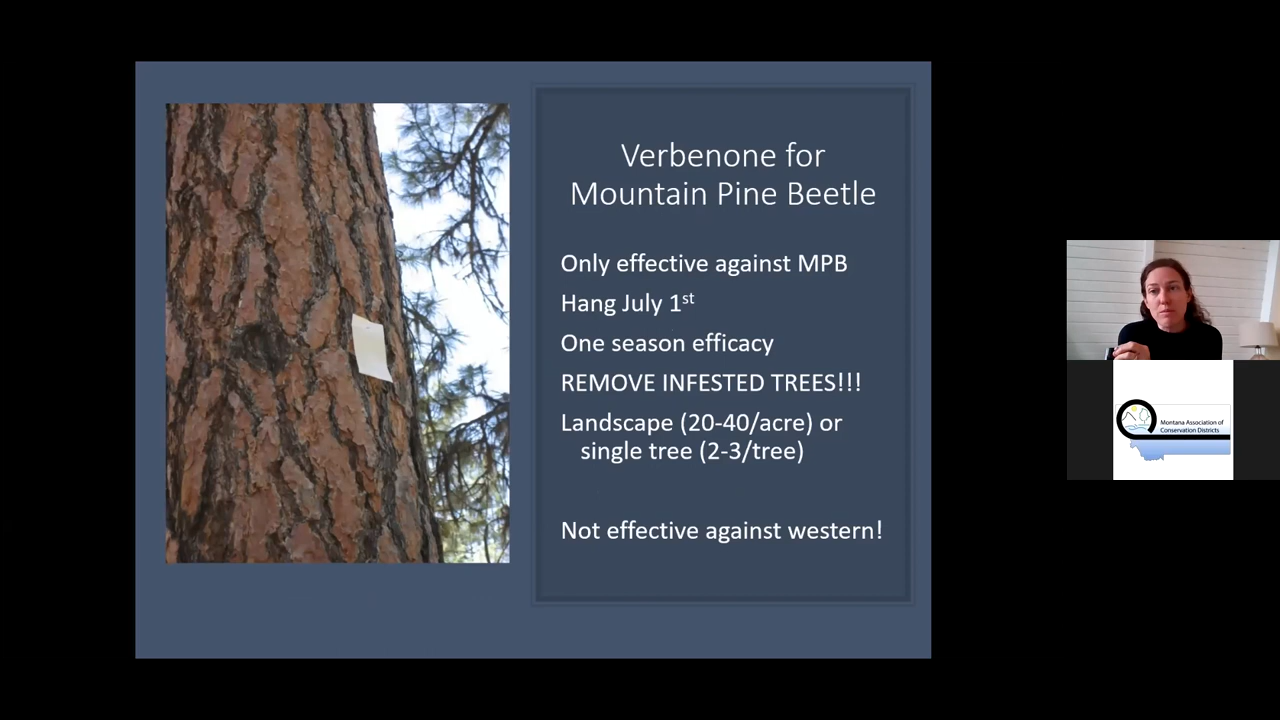 Verbenone for
Mountain Pine Beetle
Only effective against MPB
Hang July 1st
One season efficacy
REMOVE INFESTED TREES!!!
Landscape (20-40/acre) or
single tree (2-3/tree)
Not effective against western!
Montana Association of
Conservation Districts